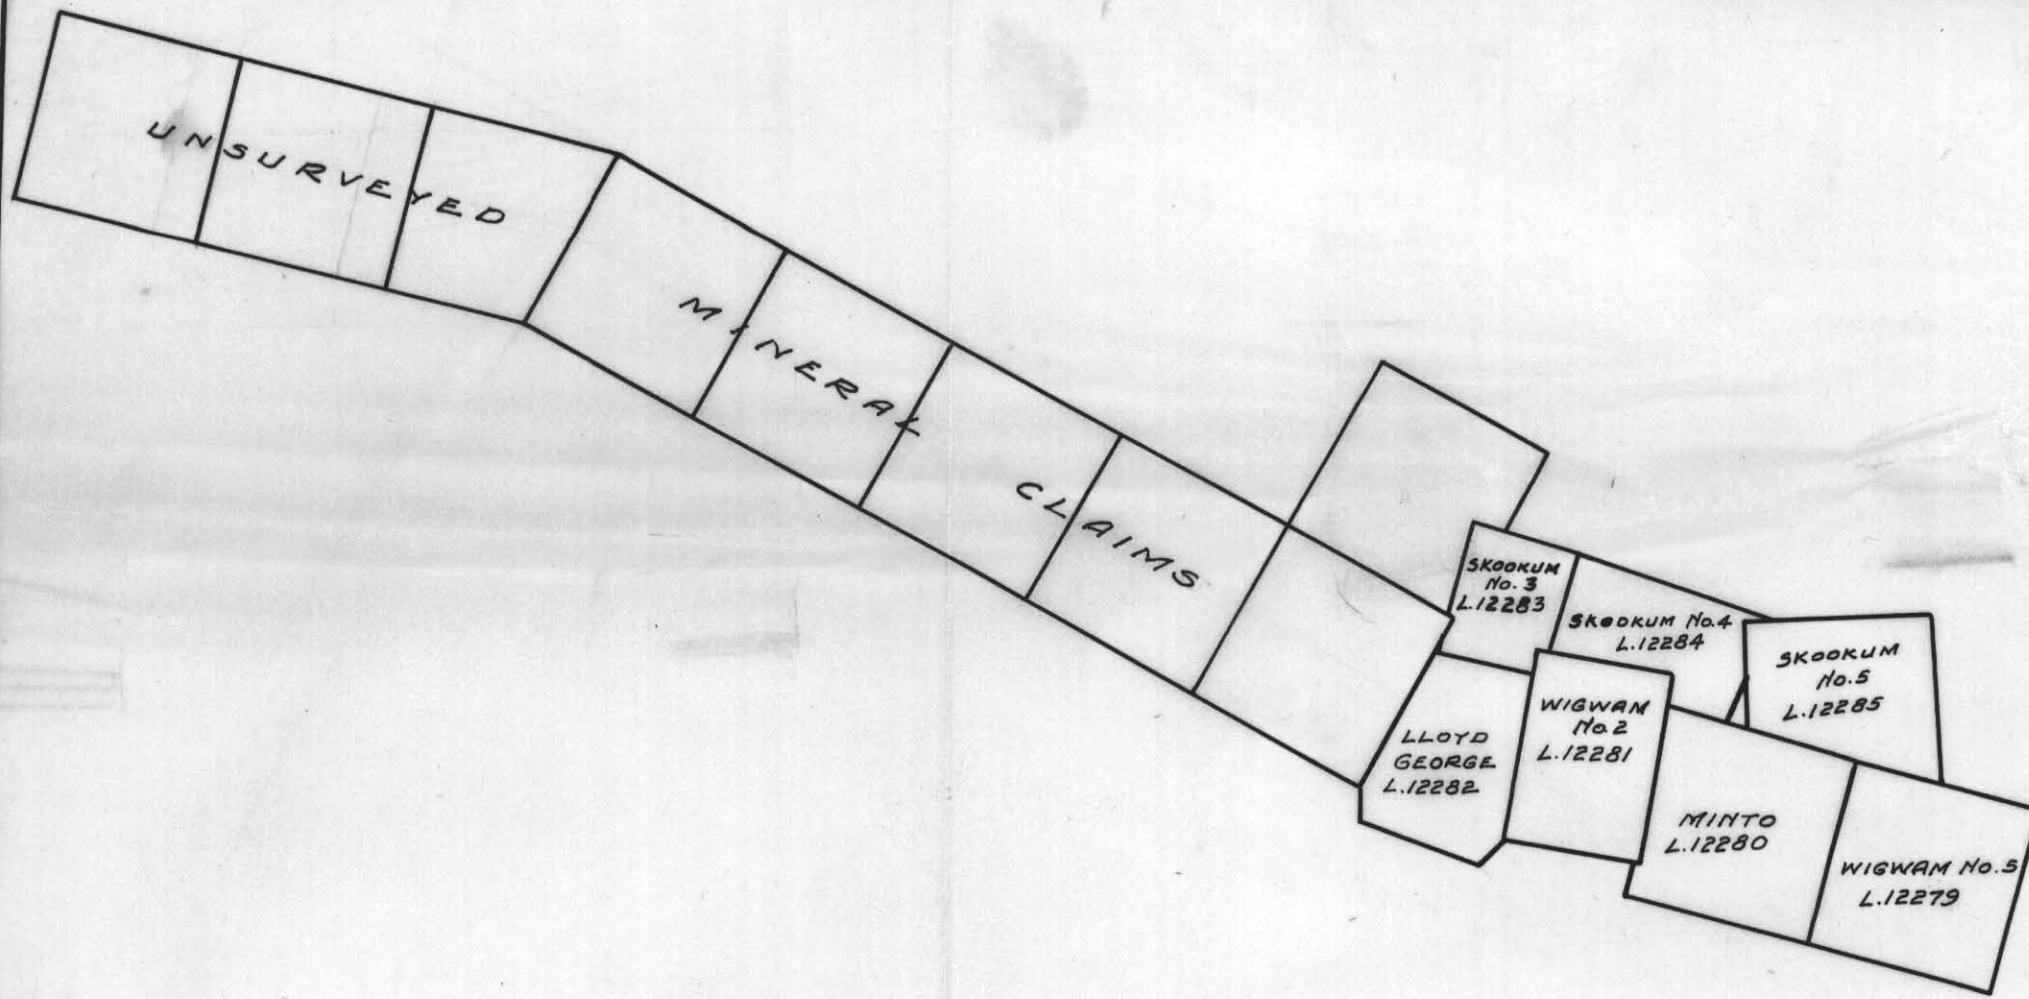 UNSURVEYED
MINERAL
CLAIMS
SKOOKUM
No. 3
L.12283
SKOOKUM No.4
L.12284
SKOOKUM
No.5
L.12285
WIGWAM
No.2
L.12281
LLOYD
GEORGE
L.12282
MINTO
L.12280
WIGWAM No.5
L.12279